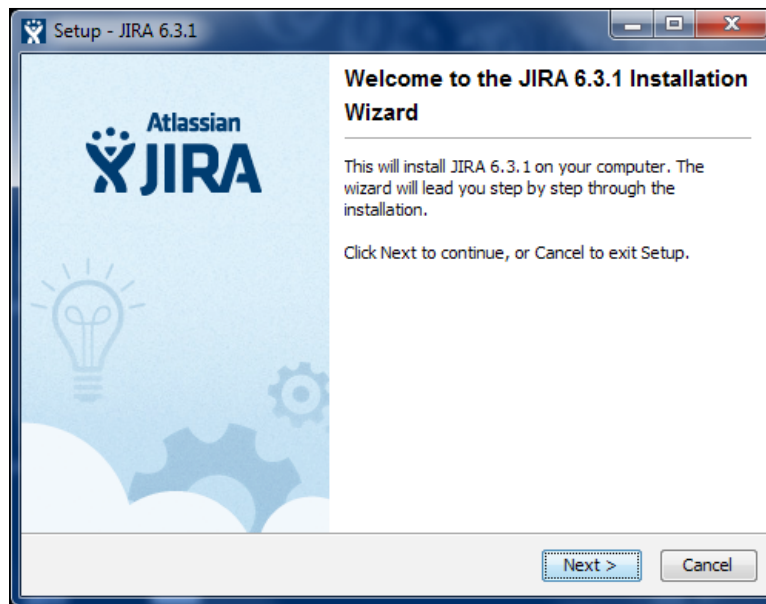 Setup - JIRA 6.3.1
Atlassian
JIRA
Welcome to the JIRA 6.3.1 Installation
Wizard
This will install JIRA 6.3.1 on your computer. The
wizard will lead you step by step through the
installation.
Click Next to continue, or Cancel to exit Setup.
Next >
Cancel